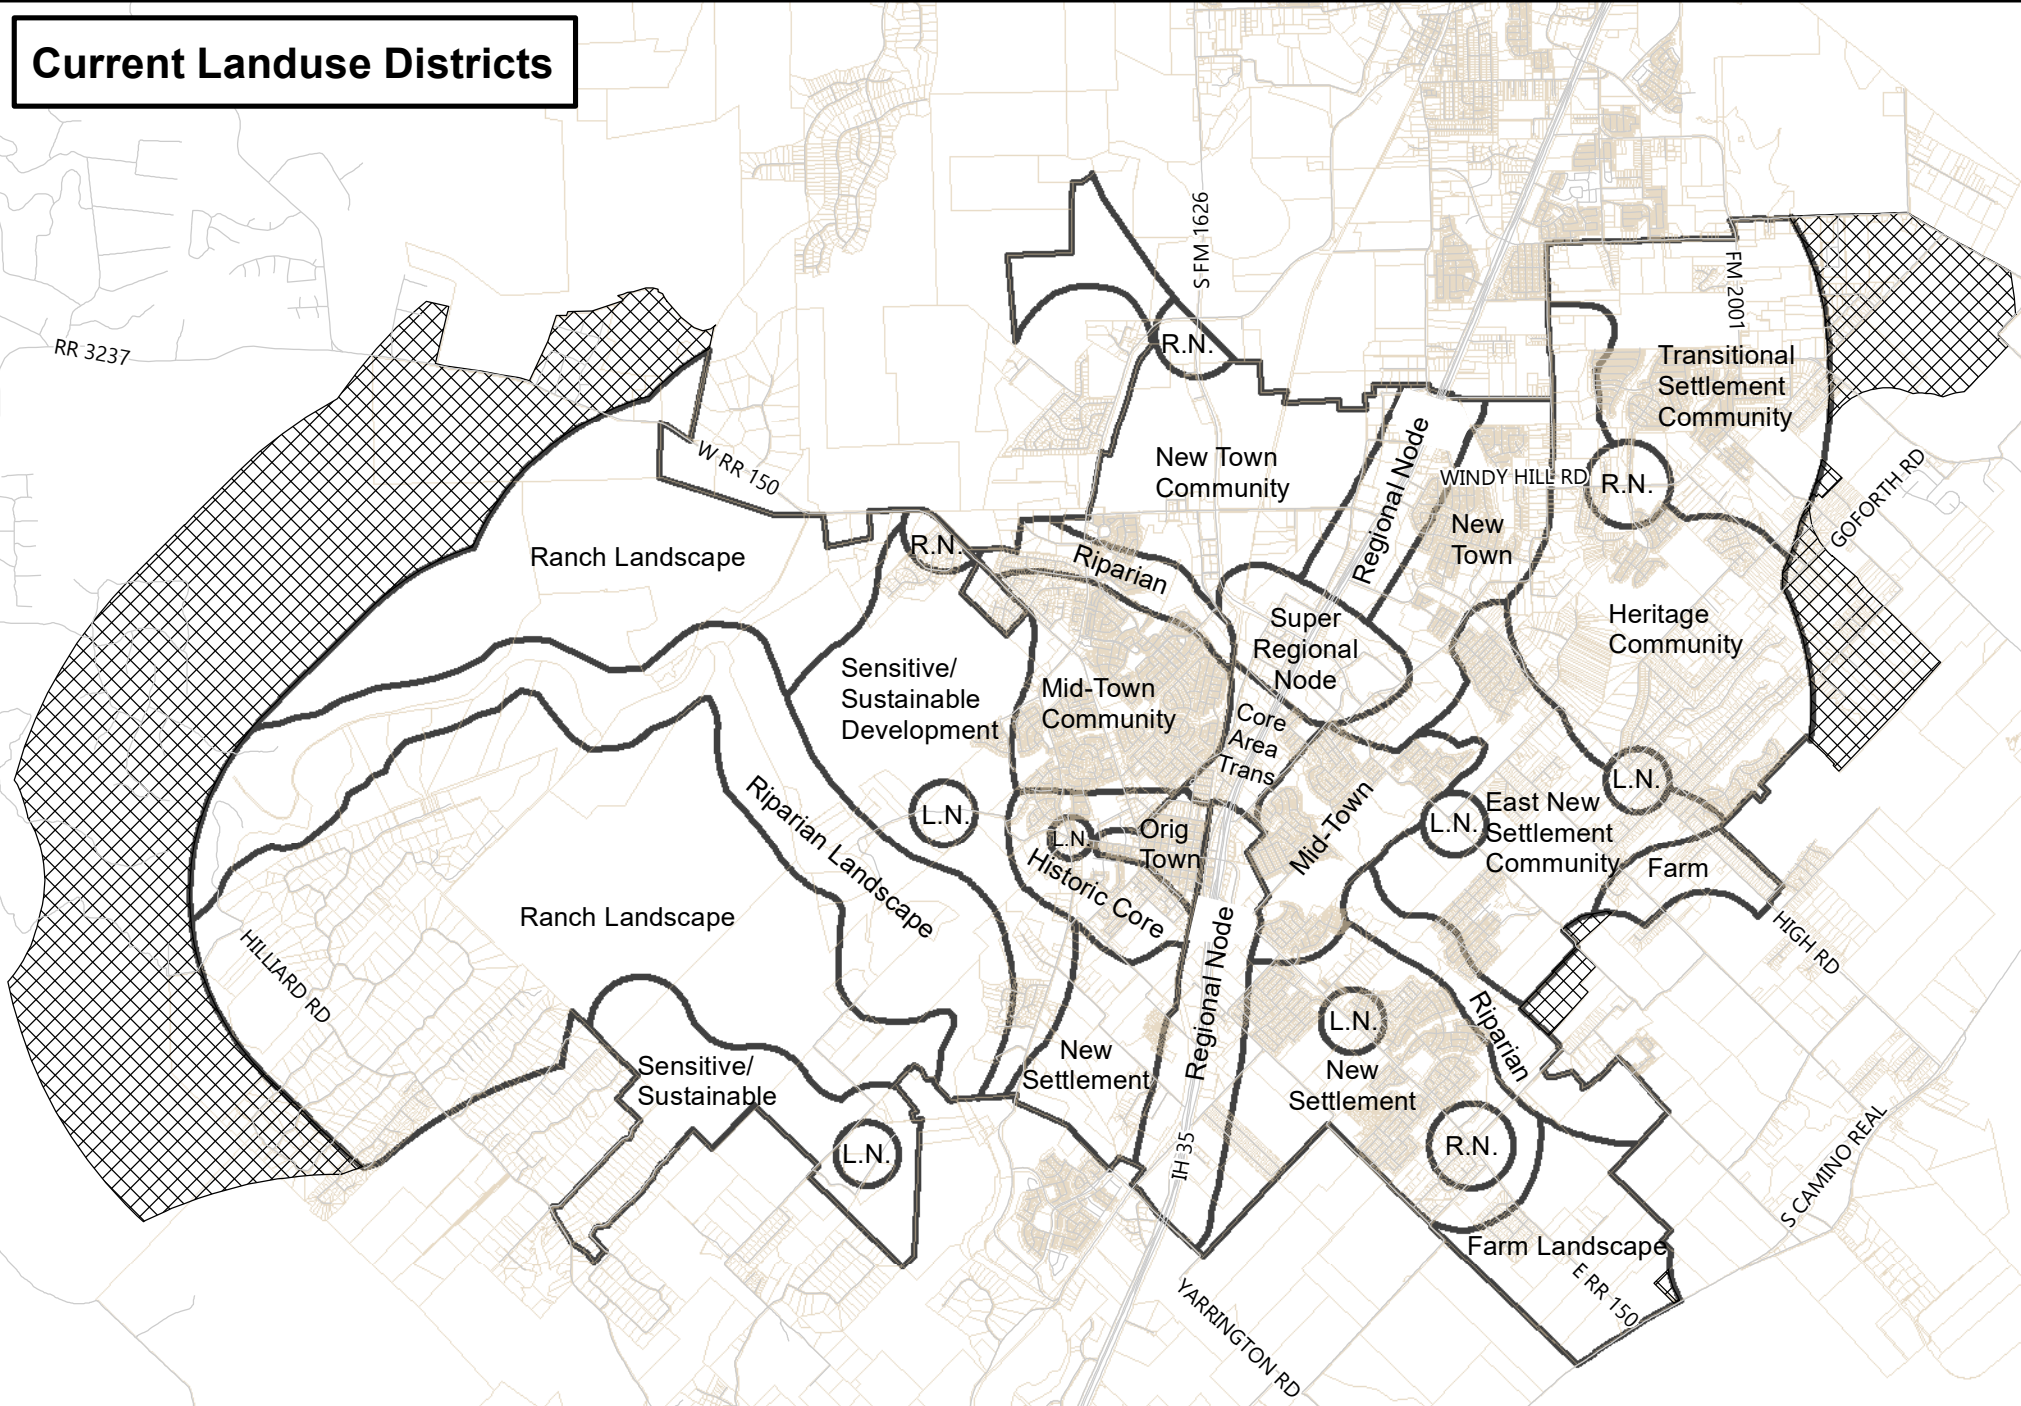 Current Landuse Districts
S FM 1626
FM 2001
RR 3237
R.N.
Transitional
Settlement
Community
W RR 150
New Town
Community
Regional Node
WINDY HILL RD
R.N.
GOFORTH RD
New
Town
Ranch Landscape
R.N.
Riparian
Super
Regional
Node
Heritage
Community
Sensitive/
Sustainable
Development
Mid-Town
Community
Core
Area
Trans
L.N.
L.N.
L.N.
Orig
Town
L.N.
Mid-Town
East New
Settlement
Community
Riparian Landscape
Historic Core
Farm
Ranch Landscape
HILLIARD RD
Regional Node
HIGH RD
L.N.
Riparian
New
Settlement
New
Settlement
Sensitive/
Sustainable
L.N.
IH 35
R.N.
S CAMINO REAL
Farm Landscape
E RR 150
YARRINGTON RD